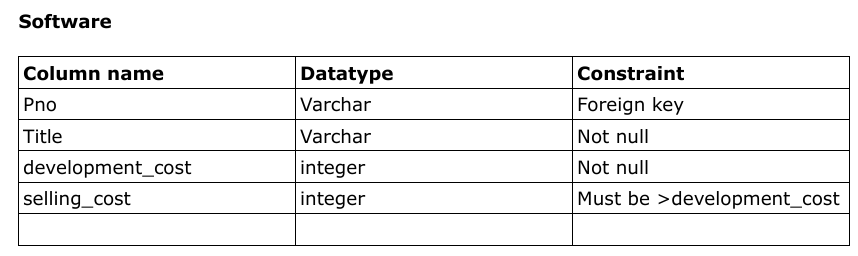 Software
Column name Datatype Constraint
Pno Varchar Foreign key
Title Varchar Not null
development_cost integer Not null
selling_cost integer Must be >development_cost